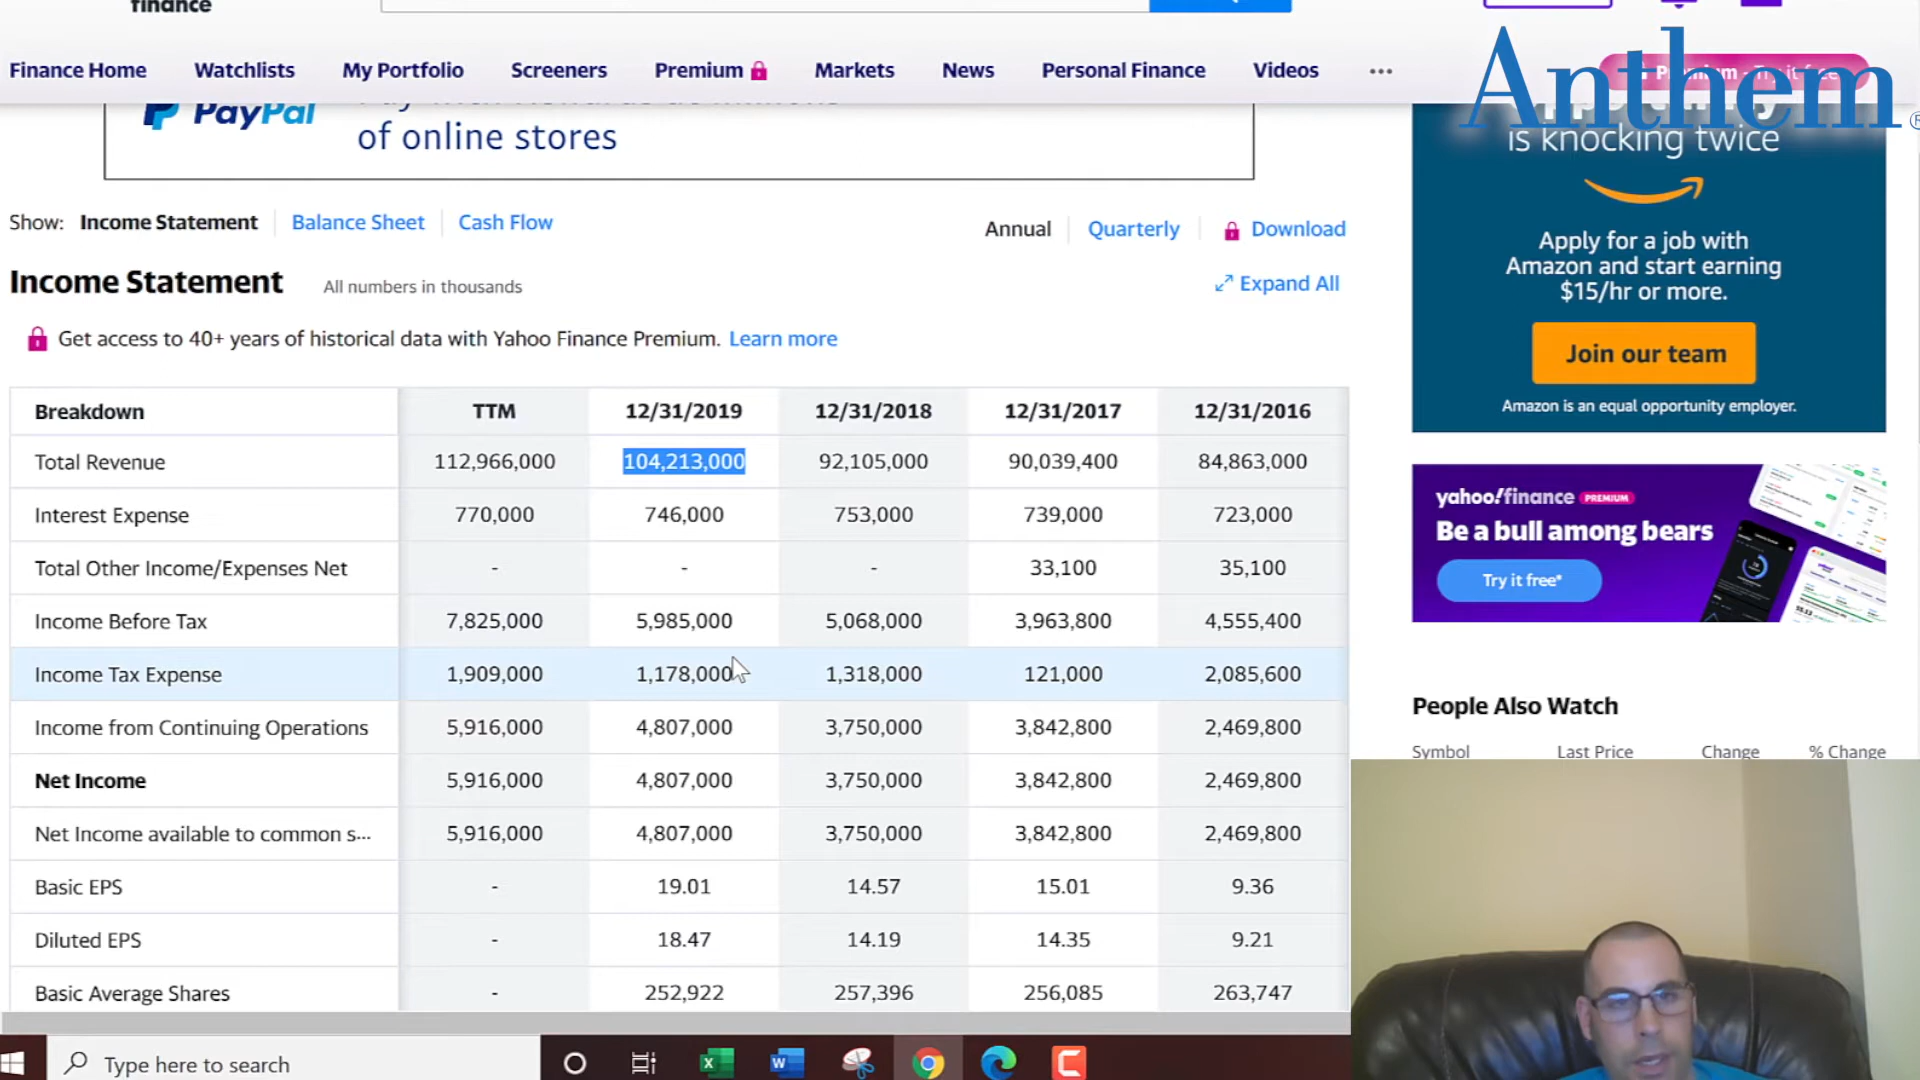 finance
Finance Home Watchlists My Portfolio Screeners Premium Markets News Personal Finance Videos ...
Anthem
®
PayPal
of online stores
is knocking twice
Apply for a job with
Amazon and start earning
$15/hr or more.
Join our team
Amazon is an equal opportunity employer.
Show: Income Statement Balance Sheet Cash Flow
Annual Quarterly Download
Income Statement All numbers in thousands
Expand All
Get access to 40+ years of historical data with Yahoo Finance Premium. Learn more
Breakdown TTM 12/31/2019 12/31/2018 12/31/2017 12/31/2016
Total Revenue 112,966,000 104,213,000 92,105,000 90,039,400 84,863,000
Interest Expense 770,000 746,000 753,000 739,000 723,000
Total Other Income/Expenses Net - - - 33,100 35,100
Income Before Tax 7,825,000 5,985,000 5,068,000 3,963,800 4,555,400
Income Tax Expense 1,909,000 1,178,000 1,318,000 121,000 2,085,600
Income from Continuing Operations 5,916,000 4,807,000 3,750,000 3,842,800 2,469,800
Net Income 5,916,000 4,807,000 3,750,000 3,842,800 2,469,800
Net Income available to common s... 5,916,000 4,807,000 3,750,000 3,842,800 2,469,800
Basic EPS - 19.01 14.57 15.01 9.36
Diluted EPS - 18.47 14.19 14.35 9.21
Basic Average Shares - 252,922 257,396 256,085 263,747
yahoo!finance PREMIUM
Be a bull among bears
Try it free*
People Also Watch
Symbol Last Price Change % Change
Type here to search